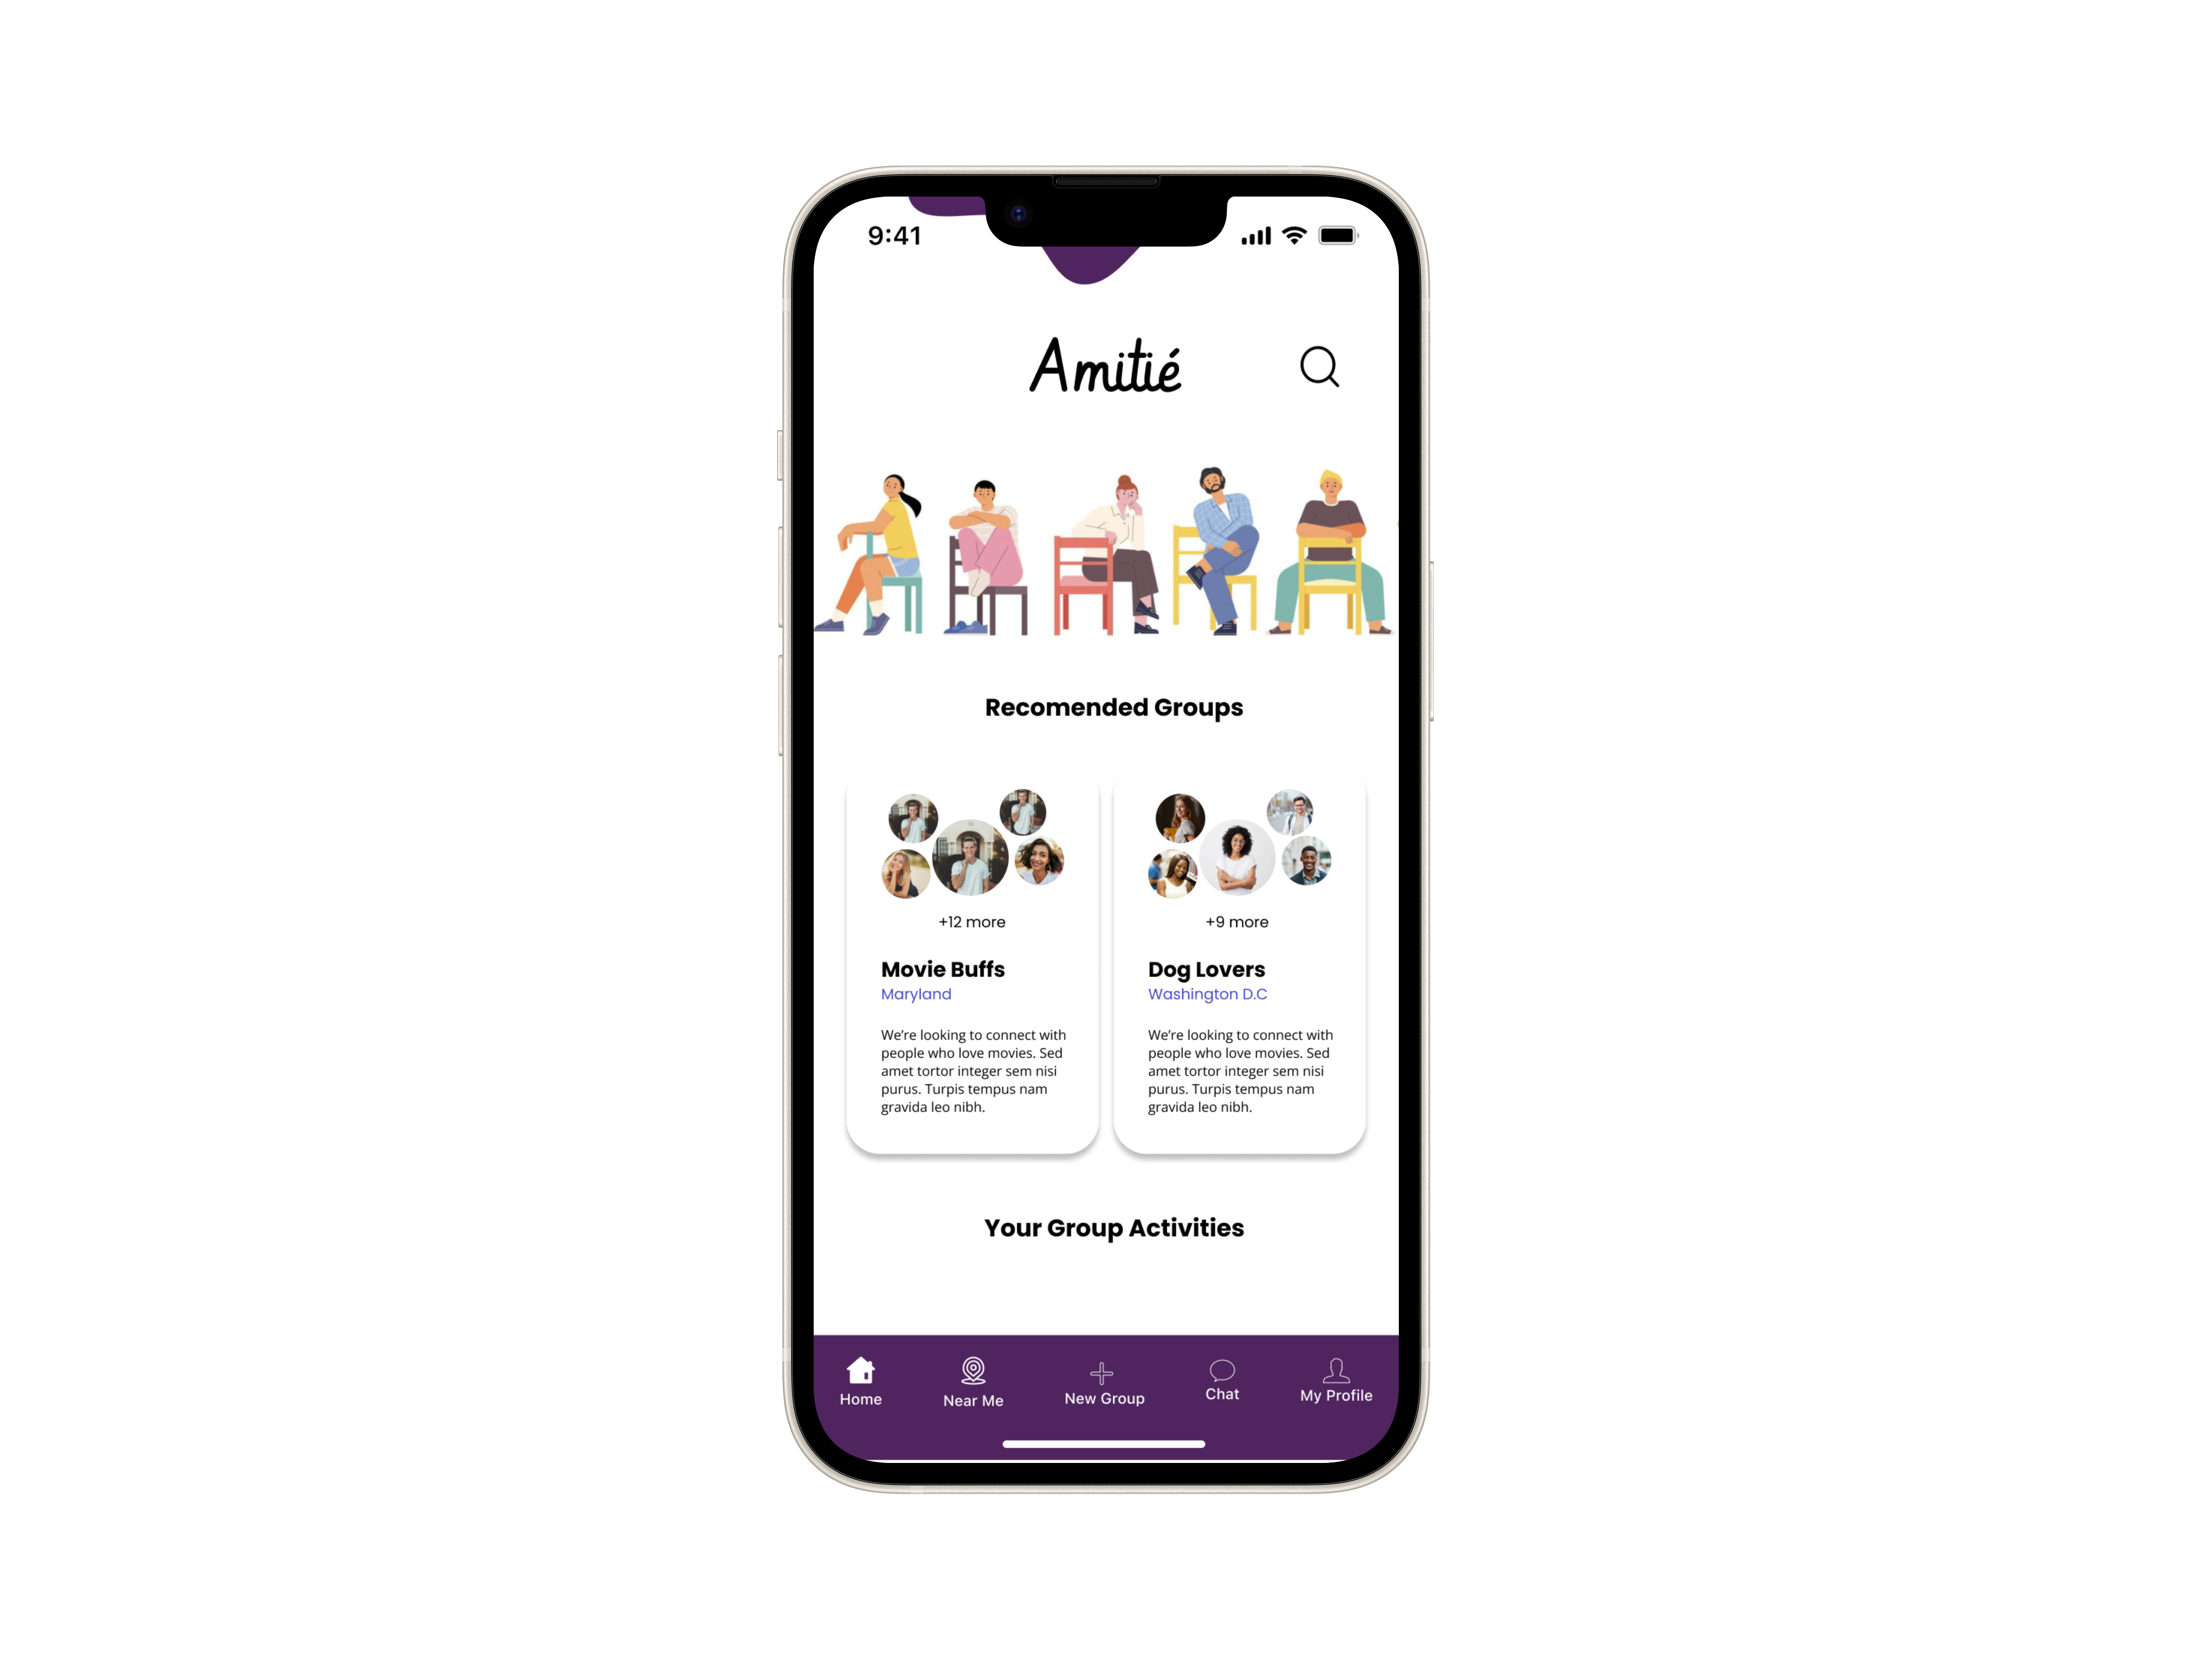 9:41
Amitié
Recomended Groups
+12 more
Movie Buffs
Maryland
We're looking to connect with
people who love movies. Sed
amet tortor integer sem nisi
purus. Turpis tempus nam
gravida leo nibh.
+9 more
Dog Lovers
Washington D.C
We're looking to connect with
people who love movies. Sed
amet tortor integer sem nisi
purus. Turpis tempus nam
gravida leo nibh.
Your Group Activities
Home
Near Me
New Group
Chat
My Profile